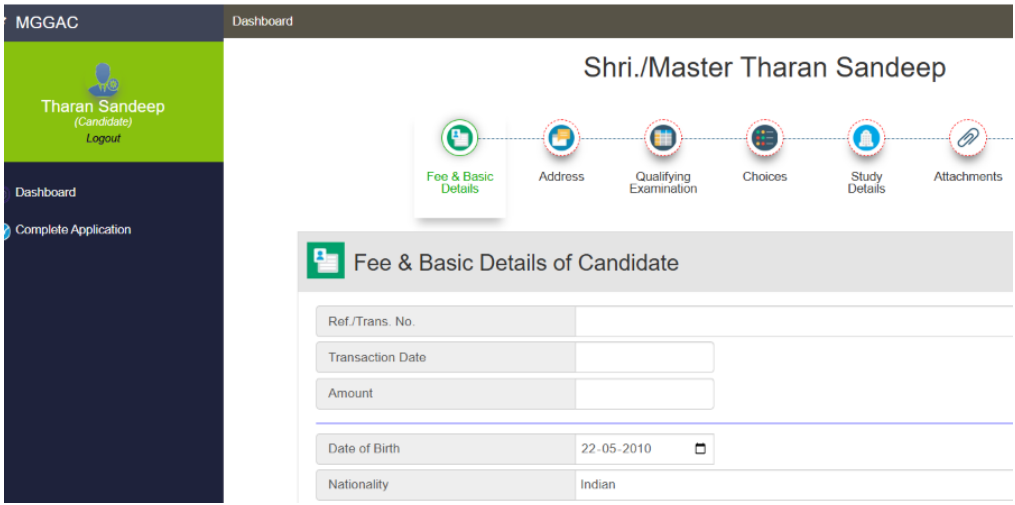 MGGAC
Dashboard
Tharan Sandeep
(Candidate)
Logout
Dashboard
Complete Application
Shri./Master Tharan Sandeep
Fee & Basic
Details
Address
Qualifying
Examination
Choices
Study
Details
Attachments
Fee & Basic Details of Candidate
Ref./Trans. No.
Transaction Date
Amount
Date of Birth 22-05-2010
Nationality Indian